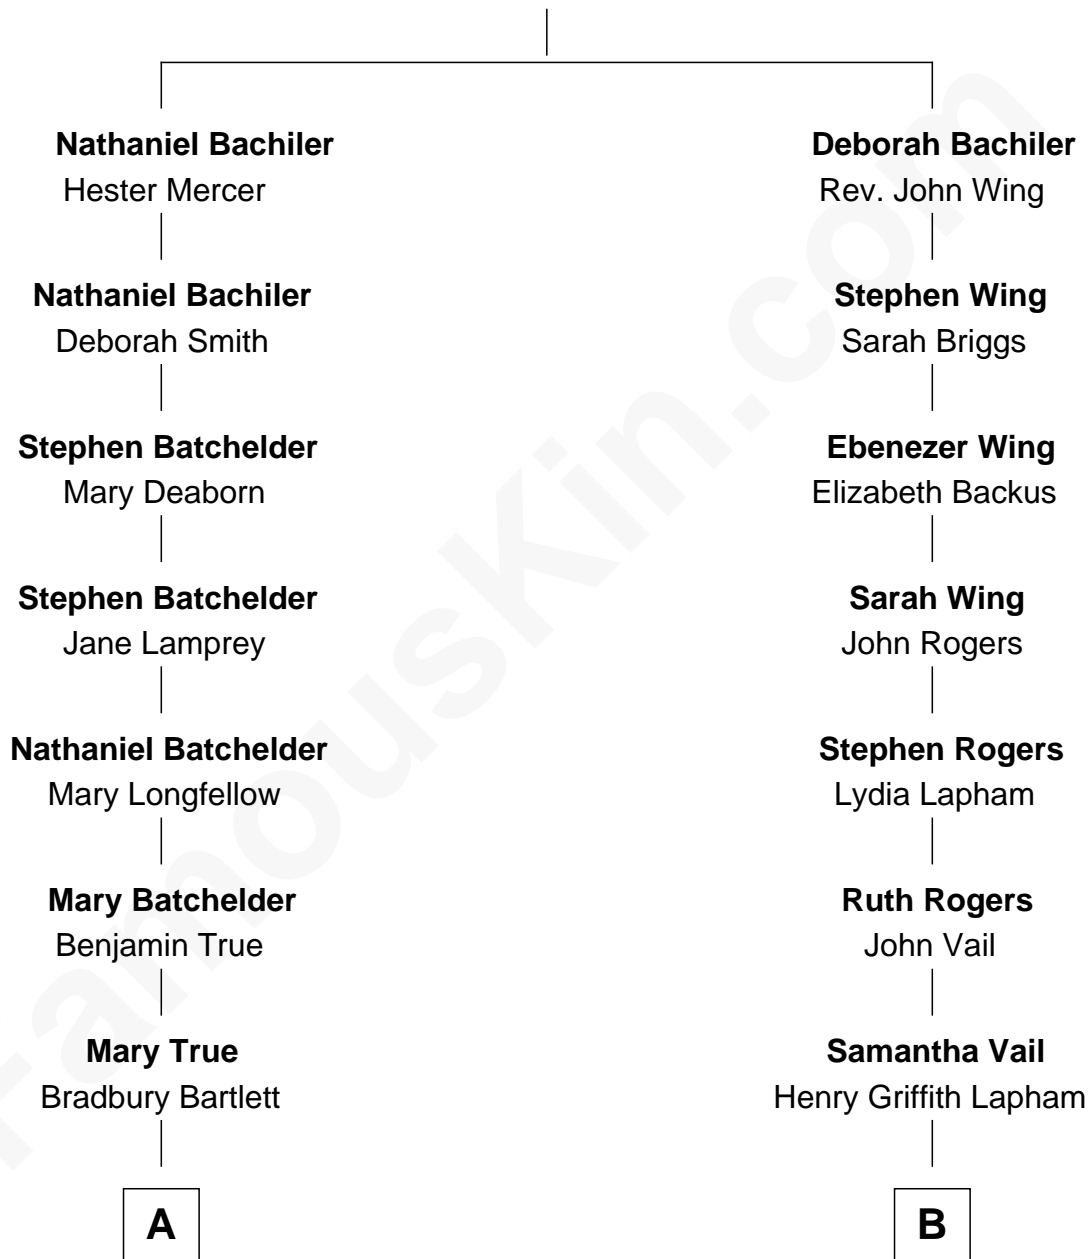 Nathaniel Bachiler
Hester Mercer
Deborah Bachiler
Rev. John Wing
Nathaniel Bachiler
Deborah Smith
Stephen Wing
Sarah Briggs
Stephen Batchelder
Mary Deaborn
Ebenezer Wing
Elizabeth Backus
Stephen Batchelder
Jane Lamprey
Sarah Wing
John Rogers
Nathaniel Batchelder
Mary Longfellow
Stephen Rogers
Lydia Lapham
Mary Batchelder
Benjamin True
Ruth Rogers
John Vail
Mary True
Bradbury Bartlett
Samantha Vail
Henry Griffith Lapham
A
B
FamousKin.com